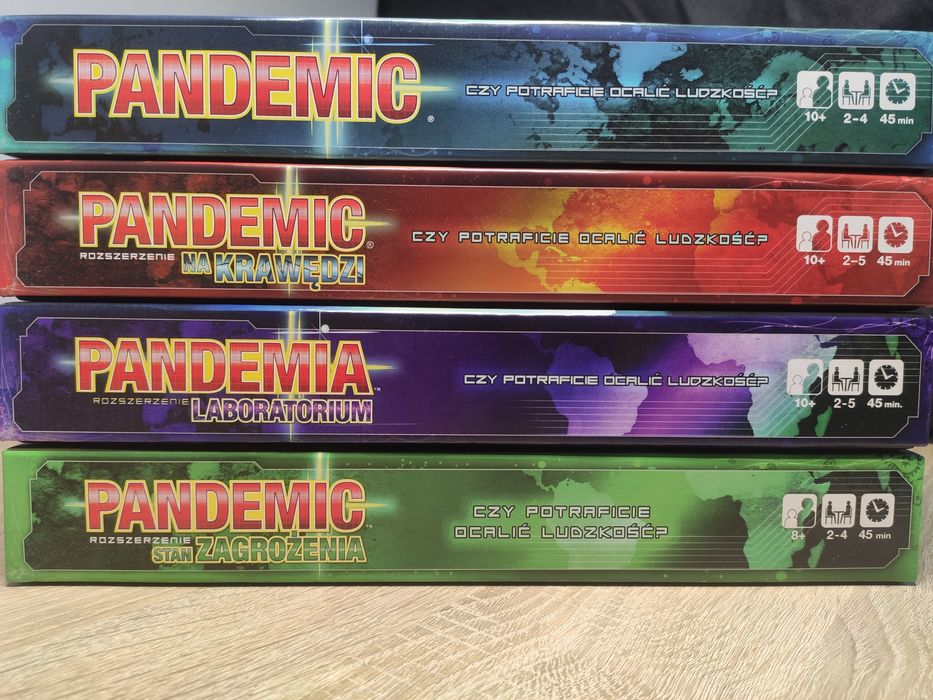 PANDEMIC®
CZY POTRAFICIE OCALIĆ LUDZKOŚĆ?
10+ 2-4 45 min
PANDEMIC®
ROZSZERZENIE NA KRAWĘDZI
CZY POTRAFICIE OCALIĆ LUDZKOŚĆ?
10+ 2-5 45 min
PANDEMIA™
ROZSZERZENIE LABORATORIUM
CZY POTRAFICIE OCALIĆ LUDZKOŚĆ?
10+ 2-5 45 min.
PANDEMIC™
ROZSZERZENIE STAN ZAGROŻENIA
CZY POTRAFICIE
OCALIĆ LUDZKOŚĆ?
8+ 2-4 45 min